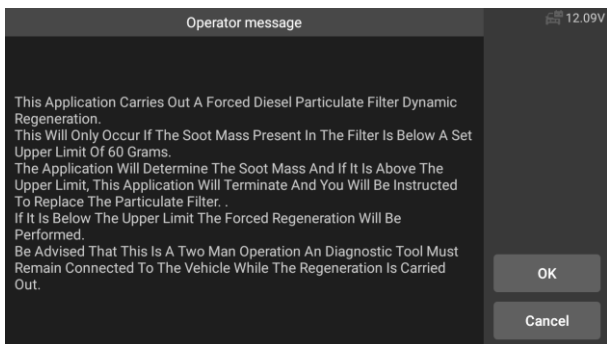 Operator message
12.09V
This Application Carries Out A Forced Diesel Particulate Filter Dynamic
Regeneration.
This Will Only Occur If The Soot Mass Present In The Filter Is Below A Set
Upper Limit Of 60 Grams.
The Application Will Determine The Soot Mass And If It Is Above The
Upper Limit, This Application Will Terminate And You Will Be Instructed
To Replace The Particulate Filter. .
If It Is Below The Upper Limit The Forced Regeneration Will Be
Performed.
Be Advised That This Is A Two Man Operation An Diagnostic Tool Must
Remain Connected To The Vehicle While The Regeneration Is Carried
Out.
OK
Cancel